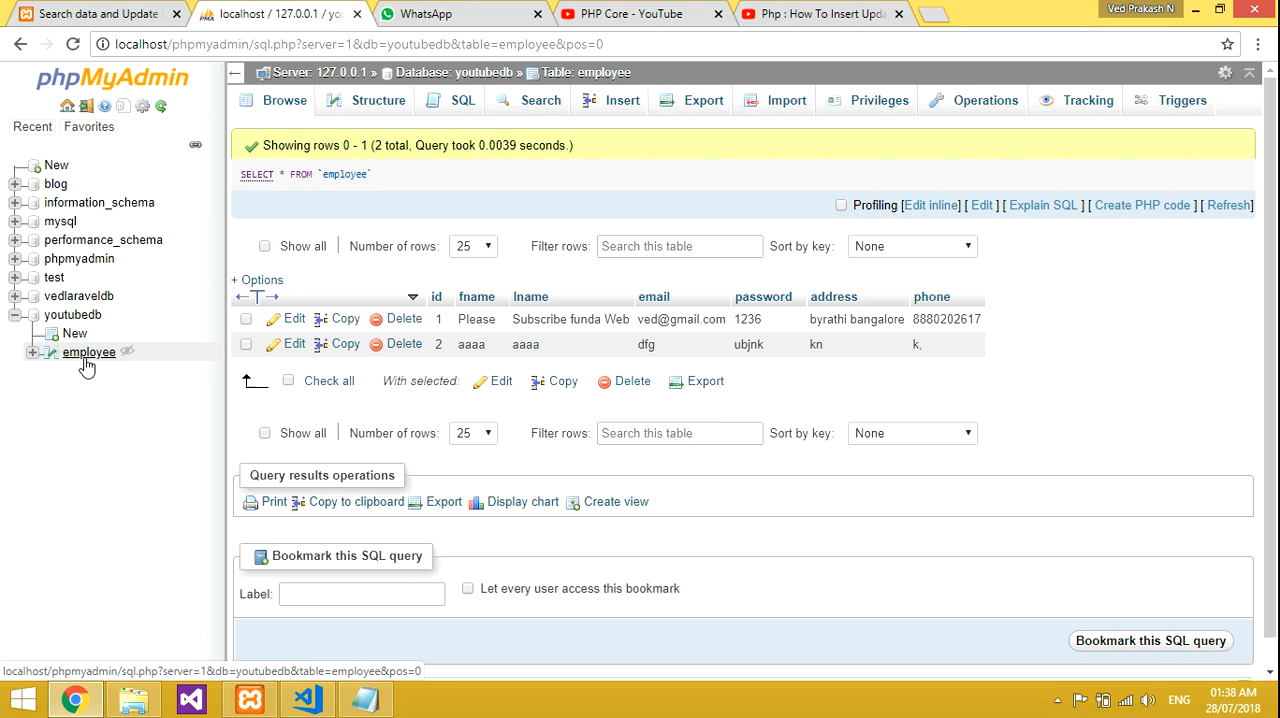 Search data and Update i
localhost / 127.0.0.1 / yo
WhatsApp
PHP Core - YouTube
Php : How To Insert Upda
Ved Prakash N
localhost/phpmyadmin/sql.php?server=1&db=youtubedb&table=employee&pos=0
phpMyAdmin
Recent Favorites
New
blog
information_schema
mysql
performance_schema
phpmyadmin
test
vedlaraveldb
youtubedb
New
employee
Server: 127.0.0.1 » Database: youtubedb » Table: employee
Browse Structure SQL Search Insert Export Import Privileges Operations Tracking Triggers
Showing rows 0 - 1 (2 total, Query took 0.0039 seconds.)
SELECT * FROM `employee`
Profiling [Edit inline] [ Edit ] [ Explain SQL ] [ Create PHP code ] [ Refresh]
Show all Number of rows: 25 Filter rows: Search this table Sort by key: None
+ Options
id fname lname email password address phone
Edit Copy Delete 1 Please Subscribe funda Web ved@gmail.com 1236 byrathi bangalore 8880202617
Edit Copy Delete 2 aaaa aaaa dfg ubjnk kn k,
Check all With selected: Edit Copy Delete Export
Show all Number of rows: 25 Filter rows: Search this table Sort by key: None
Query results operations
Print Copy to clipboard Export Display chart Create view
Bookmark this SQL query
Label: Let every user access this bookmark
Bookmark this SQL query
localhost/phpmyadmin/sql.php?server=1&db=youtubedb&table=employee&pos=0
ENG
01:38 AM
28/07/2018